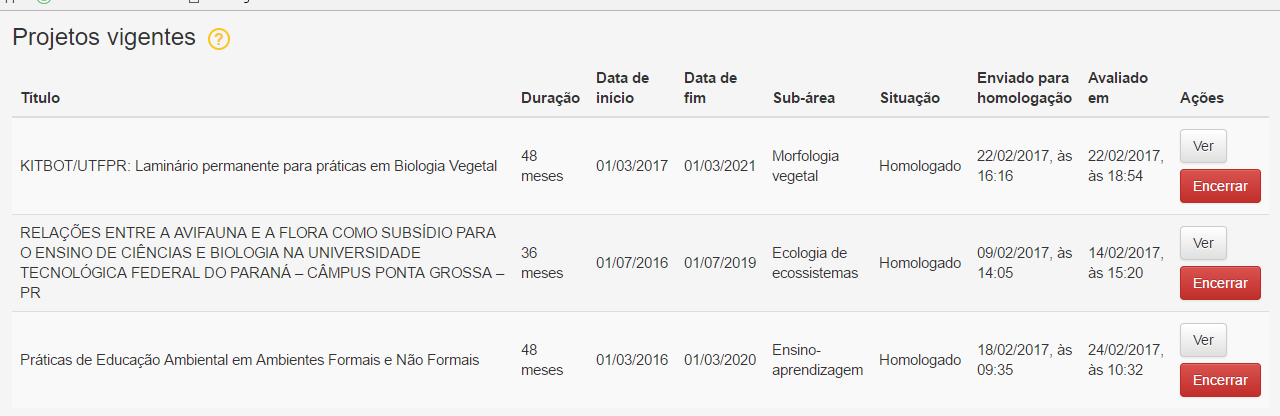 Projetos vigentes ?
Título Duração Data de início Data de fim Sub-área Situação Enviado para homologação Avaliado em Ações
KITBOT/UTFPR: Laminário permanente para práticas em Biologia Vegetal 48 meses 01/03/2017 01/03/2021 Morfologia vegetal Homologado 22/02/2017, às 16:16 22/02/2017, às 18:54 Ver Encerrar
RELAÇÕES ENTRE A AVIFAUNA E A FLORA COMO SUBSÍDIO PARA
O ENSINO DE CIÊNCIAS E BIOLOGIA NA UNIVERSIDADE
TECNOLÓGICA FEDERAL DO PARANÁ – CÂMPUS PONTA GROSSA –
PR
36 meses 01/07/2016 01/07/2019 Ecologia de ecossistemas Homologado 09/02/2017, às 14:05 14/02/2017, às 15:20 Ver Encerrar
Práticas de Educação Ambiental em Ambientes Formais e Não Formais 48 meses 01/03/2016 01/03/2020 Ensino-aprendizagem Homologado 18/02/2017, às 09:35 24/02/2017, às 10:32 Ver Encerrar